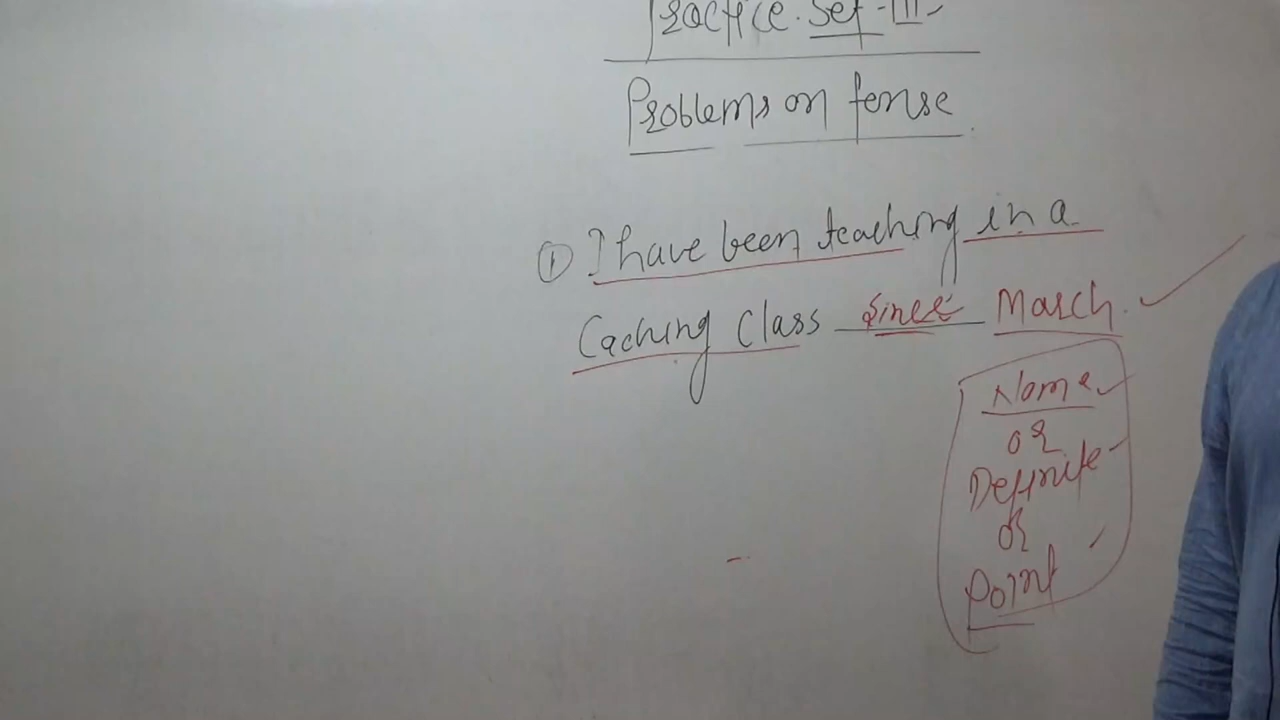 Practice. Set - III
Problems on tense
① I have been teaching in a
Caching Class since March.
Name
or
Definite
or
Point